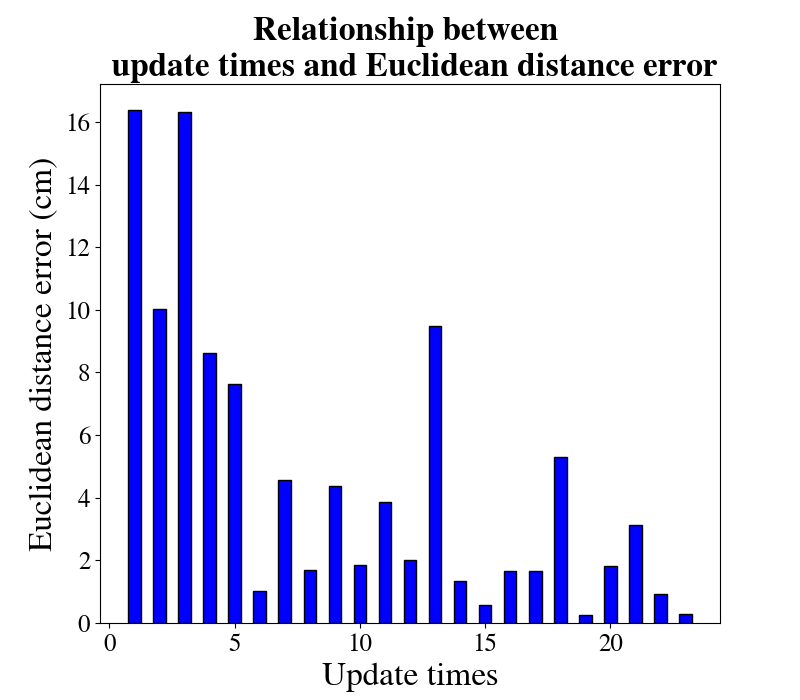 Relationship between
update times and Euclidean distance error
Euclidean distance error (cm)
16
14
12
10
8
6
4
2
0
0 5 10 15 20
Update times